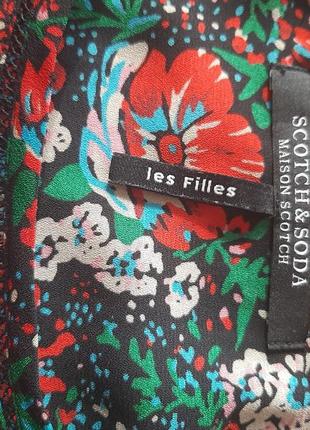 les Filles
SCOTCH & SODA
MAISON SCOTCH